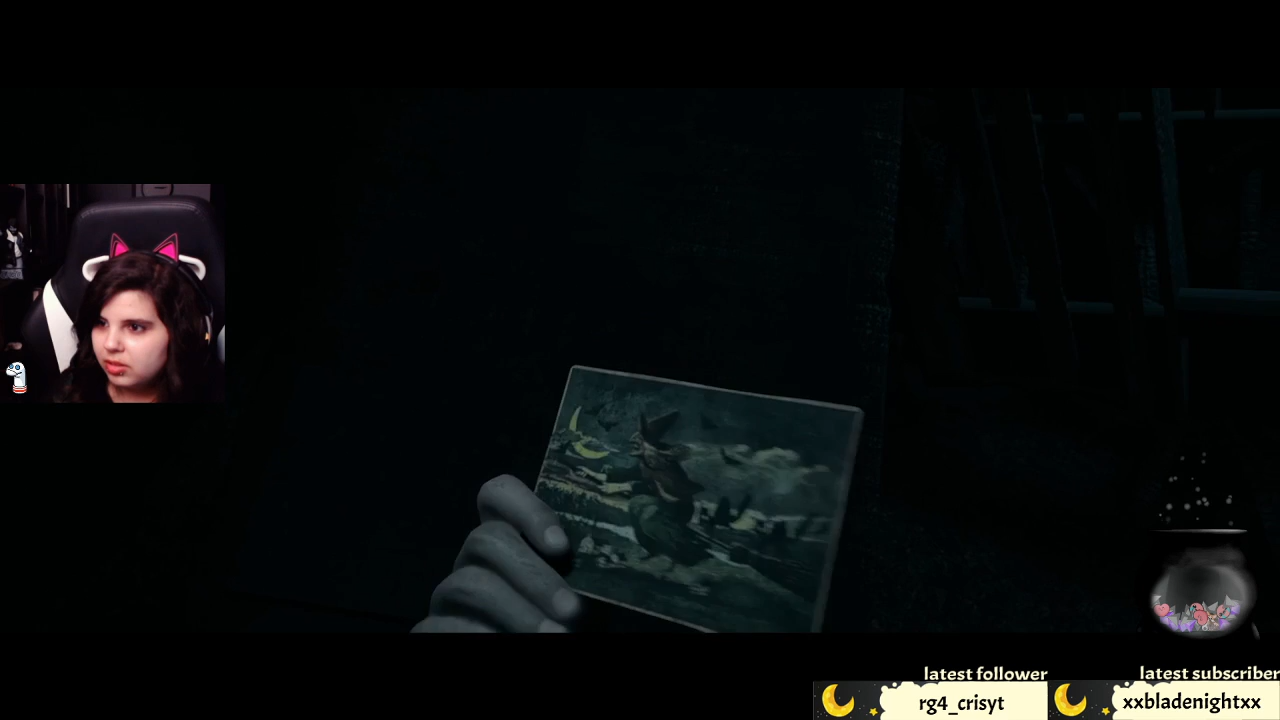 latest follower
latest subscriber
rg4_crisyt
xxbladenightxx